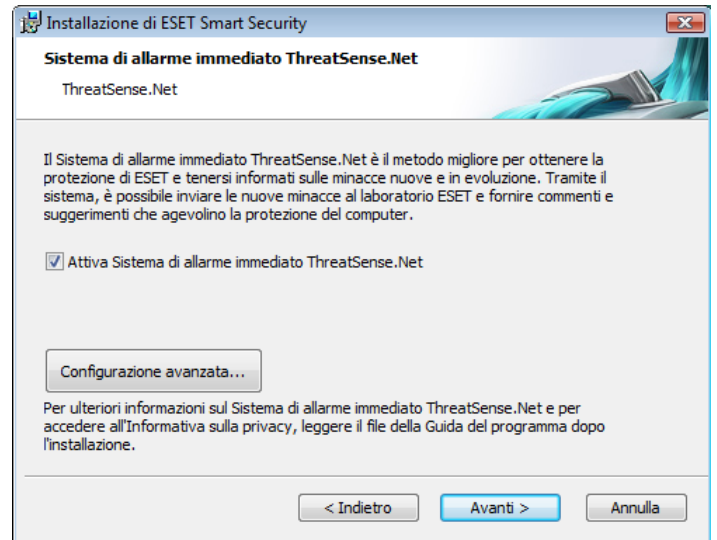 Installazione di ESET Smart Security
Sistema di allarme immediato ThreatSense.Net
ThreatSense.Net
Il Sistema di allarme immediato ThreatSense.Net è il metodo migliore per ottenere la
protezione di ESET e tenersi informati sulle minacce nuove e in evoluzione. Tramite il
sistema, è possibile inviare le nuove minacce al laboratorio ESET e fornire commenti e
suggerimenti che agevolino la protezione del computer.
Attiva Sistema di allarme immediato ThreatSense.Net
Configurazione avanzata...
Per ulteriori informazioni sul Sistema di allarme immediato ThreatSense.Net e per
accedere all'Informativa sulla privacy, leggere il file della Guida del programma dopo
l'installazione.
< Indietro
Avanti >
Annulla